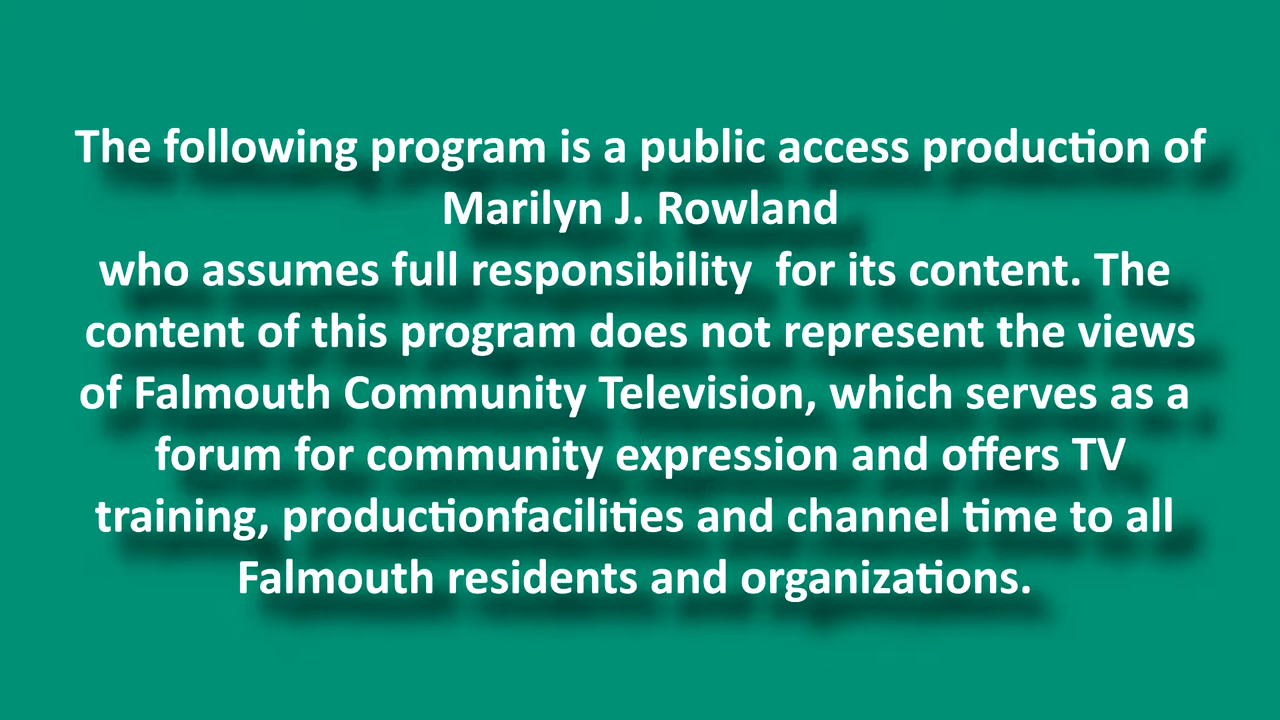 The following program is a public access production of
Marilyn J. Rowland
who assumes full responsibility  for its content. The
content of this program does not represent the views
of Falmouth Community Television, which serves as a
forum for community expression and offers TV
training, productionfacilities and channel time to all
Falmouth residents and organizations.